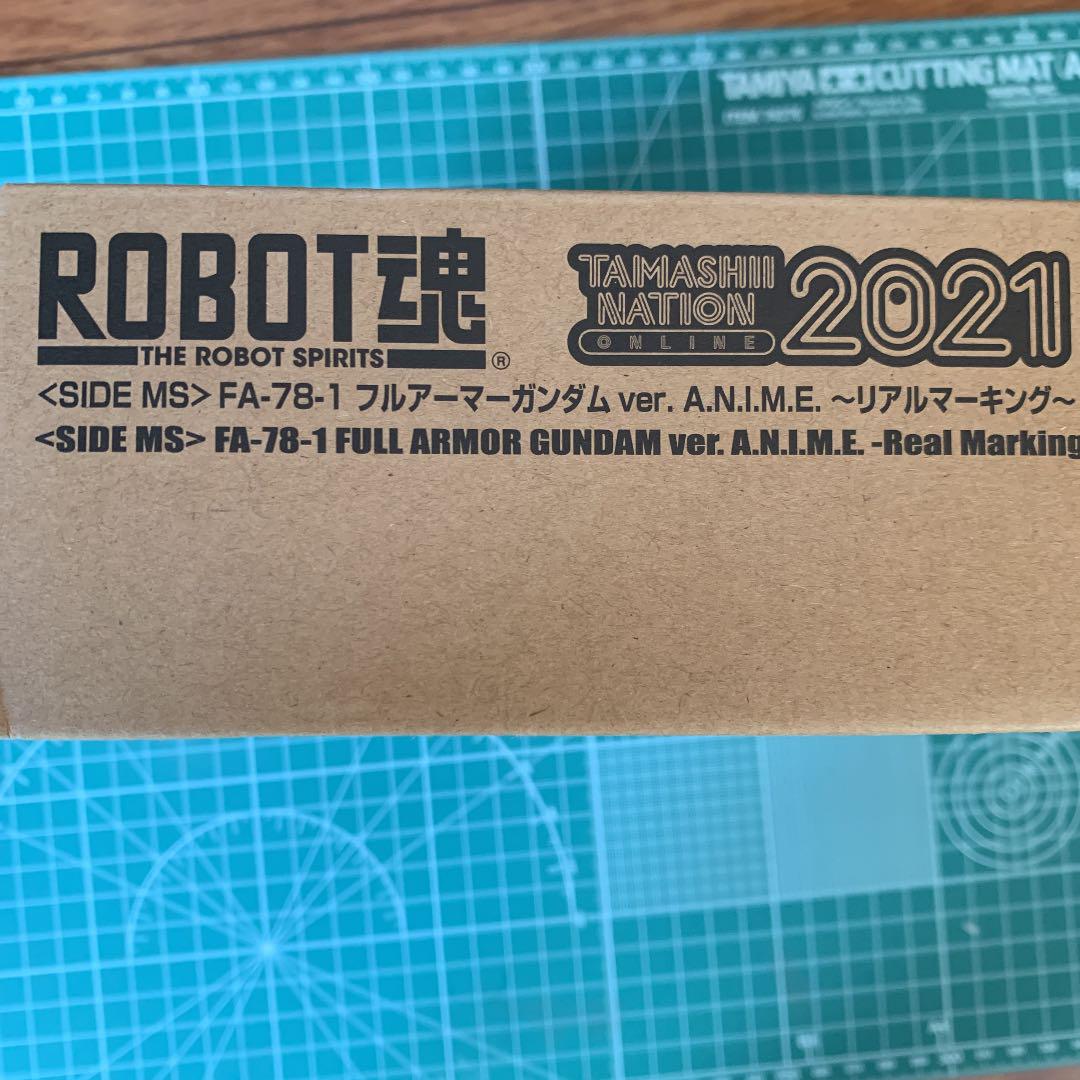 TAMIYA CUTTING MAT (A
ROBOT魂
THE ROBOT SPIRITS®
TAMASHII
NATION
ONLINE
2021
<SIDE MS> FA-78-1 フルアーマーガンダム ver. A.N.I.M.E. ～リアルマーキング～
<SIDE MS> FA-78-1 FULL ARMOR GUNDAM ver. A.N.I.M.E. -Real Marking